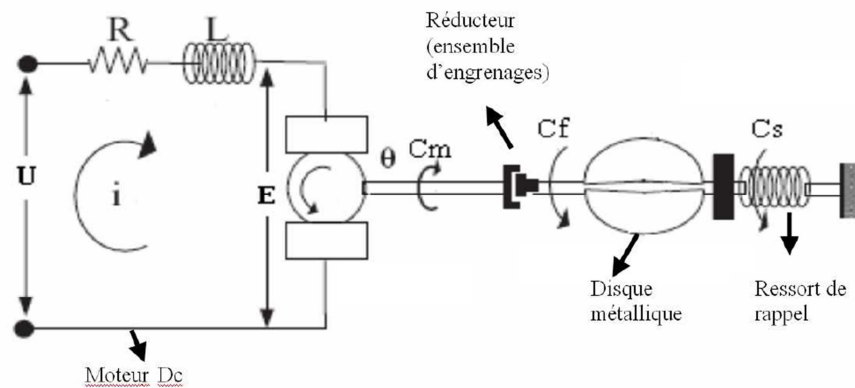 Réducteur
(ensemble
d'engrenages)
R
L
U
i
E
θ
Cm
Cf
Cs
Disque
métallique
Ressort de
rappel
Moteur Dc